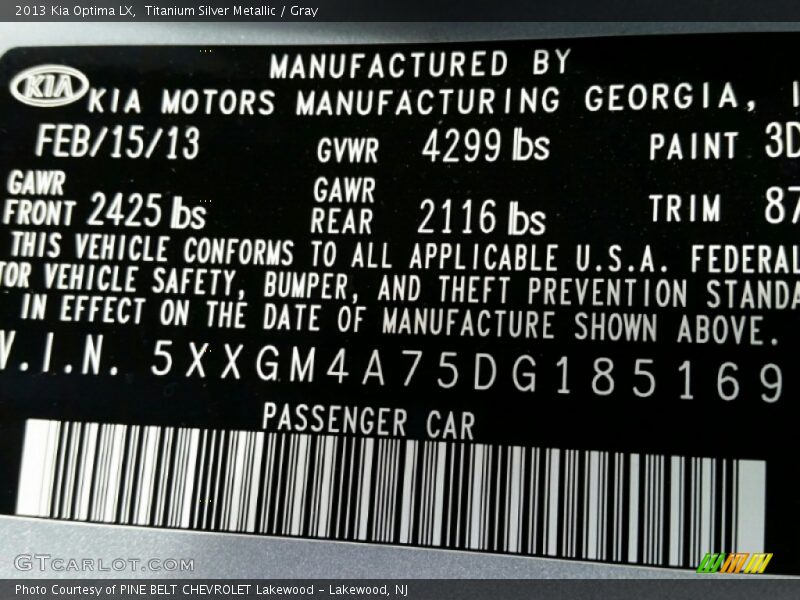 2013 Kia Optima LX, Titanium Silver Metallic / Gray
MANUFACTURED BY
KIA
KIA MOTORS MANUFACTURING GEORGIA,
FEB/15/13 GVWR 4299 lbs PAINT 3D
GAWR FRONT 2425 lbs GAWR REAR 2116 lbs TRIM 87
THIS VEHICLE CONFORMS TO ALL APPLICABLE U.S.A. FEDERAL
TOR VEHICLE SAFETY, BUMPER, AND THEFT PREVENTION STANDA
IN EFFECT ON THE DATE OF MANUFACTURE SHOWN ABOVE.
V.I.N. 5XXGM4A75DG185169
PASSENGER CAR
GTCARLOT.COM
Photo Courtesy of PINE BELT CHEVROLET Lakewood - Lakewood, NJ